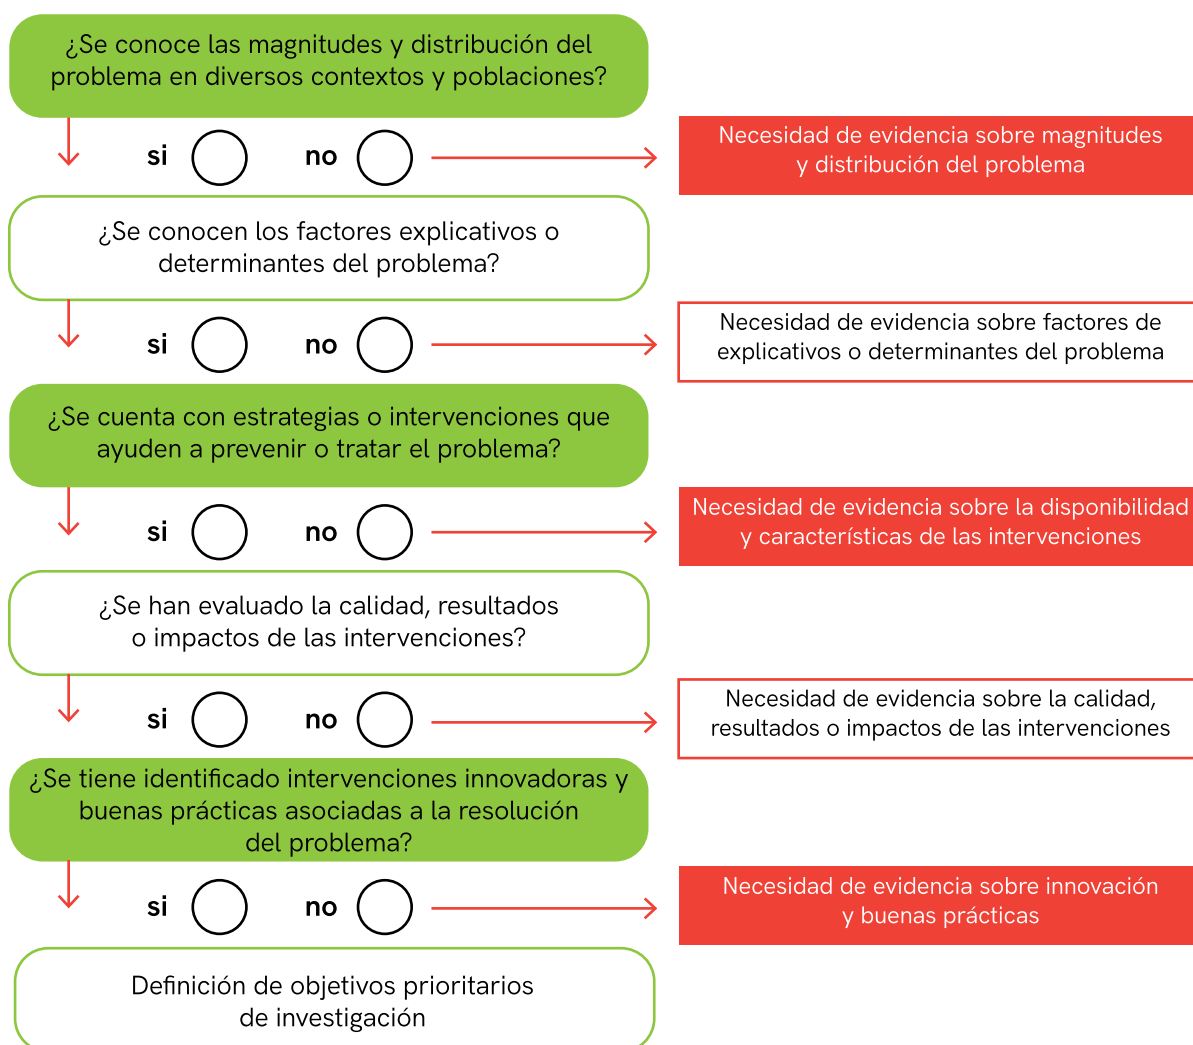 ¿Se conoce las magnitudes y distribución del
problema en diversos contextos y poblaciones?
si
no
Necesidad de evidencia sobre magnitudes
y distribución del problema
¿Se conocen los factores explicativos o
determinantes del problema?
si
no
Necesidad de evidencia sobre factores de
explicativos o determinantes del problema
¿Se cuenta con estrategias o intervenciones que
ayuden a prevenir o tratar el problema?
si
no
Necesidad de evidencia sobre la disponibilidad
y características de las intervenciones
¿Se han evaluado la calidad, resultados
o impactos de las intervenciones?
si
no
Necesidad de evidencia sobre la calidad,
resultados o impactos de las intervenciones
¿Se tiene identificado intervenciones innovadoras y
buenas prácticas asociadas a la resolución
del problema?
si
no
Necesidad de evidencia sobre innovación
y buenas prácticas
Definición de objetivos prioritarios
de investigación